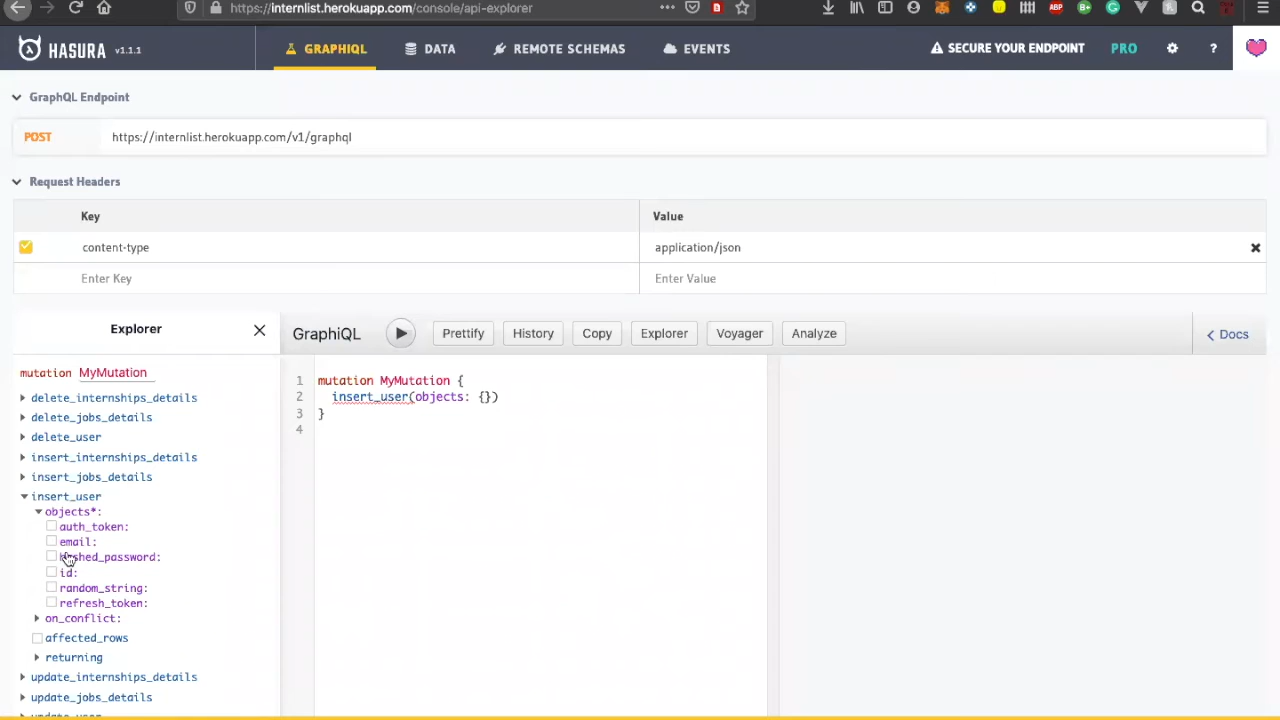 https://internlist.herokuapp.com/console/api-explorer
HASURA v1.1.1
GRAPHIQL
DATA
REMOTE SCHEMAS
EVENTS
SECURE YOUR ENDPOINT
PRO
?
GraphQL Endpoint
POST https://internlist.herokuapp.com/v1/graphql
Request Headers
Key Value
content-type application/json
Enter Key Enter Value
Explorer
GraphiQL
Prettify
History
Copy
Explorer
Voyager
Analyze
Docs
mutation MyMutation
delete_internships_details
delete_jobs_details
delete_user
insert_internships_details
insert_jobs_details
insert_user
objects*:
auth_token:
email:
hashed_password:
id:
random_string:
refresh_token:
on_conflict:
affected_rows
returning
update_internships_details
update_jobs_details
update_user
1 mutation MyMutation {
2 insert_user(objects: {})
3 }
4